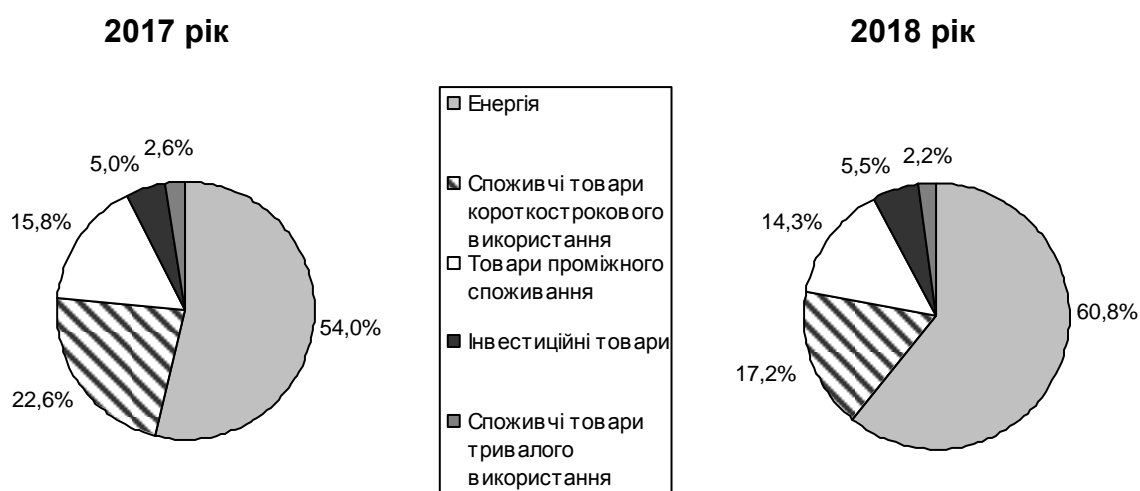 2017 рік
2018 рік
5,0%
2,6%
15,8%
54,0%
22,6%
Енергія
Споживчі товари
короткострокового
використання
Товари проміжного
споживання
Інвестиційні товари
Споживчі товари
тривалого
використання
5,5%
2,2%
14,3%
60,8%
17,2%